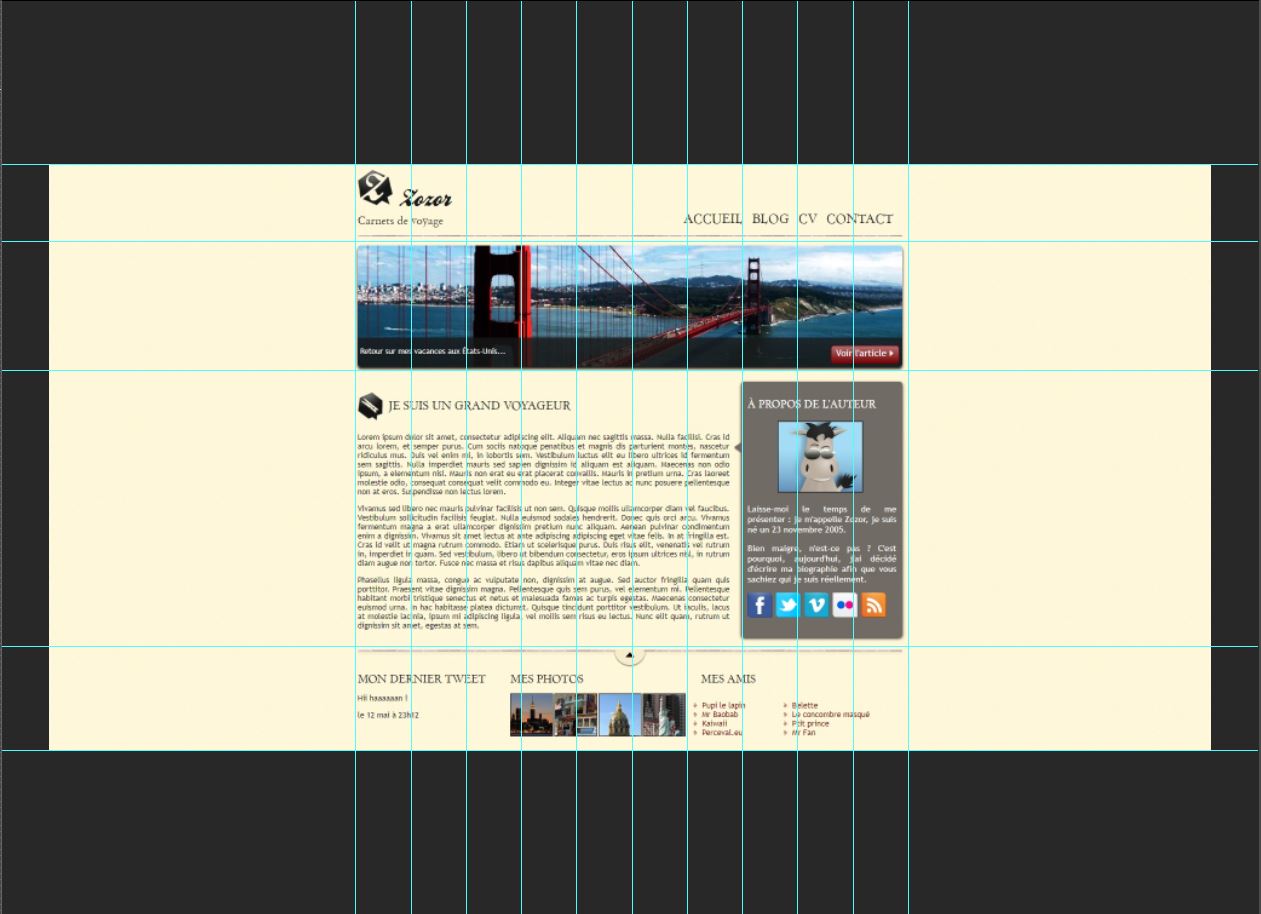 Zozor
Carnets de voyage
ACCUEIL BLOG CV CONTACT
Retour sur mes vacances aux États-Unis...
Voir l'article
JE SUIS UN GRAND VOYAGEUR
Lorem ipsum dolor sit amet, consectetur adipiscing elit. Aliquam nec sagittis massa. Nulla facilisi. Cras id
arcu lorem, et semper purus. Cum sociis natoque penatibus et magnis dis parturient montes, nascetur
ridiculus mus. Duis vel enim mi, in lobortis sem. Vestibulum luctus elit eu libero ultrices id fermentum
sem sagittis. Nulla imperdiet mauris sed sapien dignissim id aliquam est aliquam. Maecenas non odio
ipsum, a elementum nisi. Mauris non erat eu erat placerat convallis. Mauris in pretium urna. Cras laoreet
molestie odio, consequat consequat velit commodo eu. Integer vitae lectus ac nunc posuere pellentesque
non at eros. Suspendisse non lectus lorem.
Vivamus sed libero nec mauris pulvinar facilisis ut non sem. Quisque mollis ullamcorper diam vel faucibus.
Vestibulum sollicitudin facilisis feugiat. Nulla euismod sodales hendrerit. Donec quis orci arcu. Vivamus
fermentum magna a erat ullamcorper dignissim pretium nunc aliquam. Aenean pulvinar condimentum
enim a dignissim. Vivamus sit amet lectus at ante adipiscing adipiscing eget vitae felis. In at fringilla est.
Cras id velit ut magna rutrum commodo. Etiam ut scelerisque purus. Duis risus elit, venenatis vel rutrum
in, imperdiet in quam. Sed vestibulum, libero ut bibendum consectetur, eros ipsum ultrices nisl, in rutrum
diam augue non tortor. Fusce nec massa et risus dapibus aliquam vitae nec diam.
Phasellus ligula massa, congue ac vulputate non, dignissim at augue. Sed auctor fringilla quam quis
porttitor. Praesent vitae dignissim magna. Pellentesque quis sem purus, vel elementum mi. Pellentesque
habitant morbi tristique senectus et netus et malesuada fames ac turpis egestas. Maecenas consectetur
euismod urna. In hac habitasse platea dictumst. Quisque tincidunt porttitor vestibulum. Ut iaculis, lacus
at molestie lacinia, ipsum mi adipiscing ligula, vel mollis sem risus eu lectus. Nunc elit quam, rutrum ut
dignissim sit amet, egestas at sem.
À PROPOS DE L'AUTEUR
Laisse-moi le temps de me
présenter : je m'appelle Zozor, je suis
né un 23 novembre 2005.
Bien maigre, n'est-ce pas ? C'est
pourquoi, aujourd'hui, j'ai décidé
d'écrire ma biographie afin que vous
sachiez qui je suis réellement.
MON DERNIER TWEET
Hii haaaaaan !
le 12 mai à 23h12
MES PHOTOS
MES AMIS
Pupi le lapin
Mr Baobab
Kaiwaii
Perceval.eu
Belette
Le concombre masqué
Ptit prince
Mr Fan